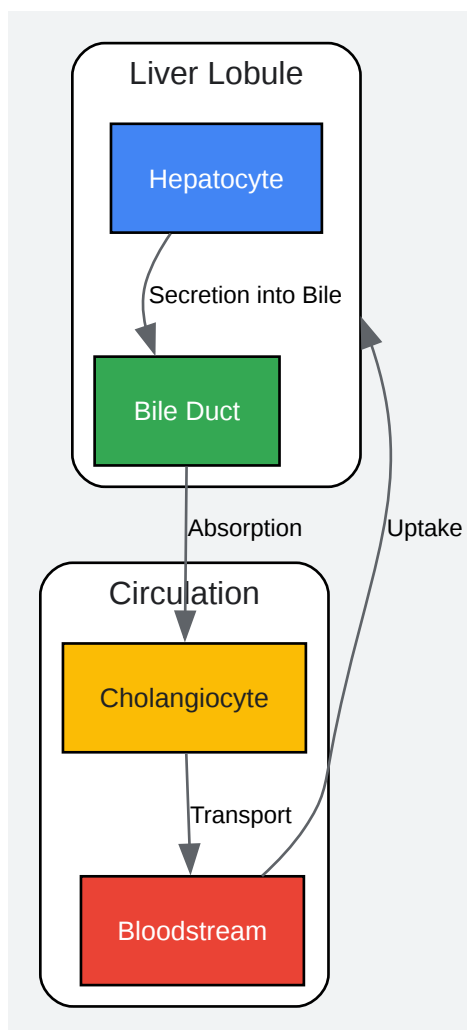 Liver Lobule
Hepatocyte
Secretion into Bile
Bile Duct
Absorption
Uptake
Circulation
Cholangiocyte
Transport
Bloodstream